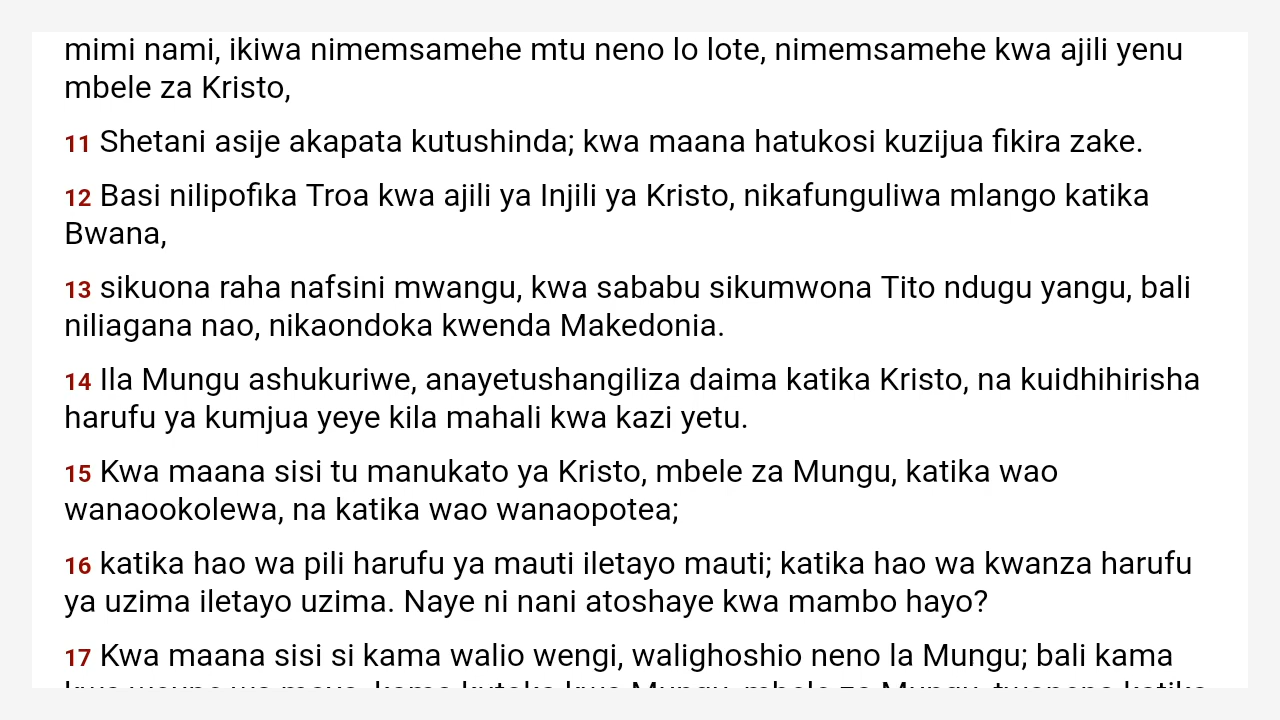 mimi nami, ikiwa nimemsamehe mtu neno lo lote, nimemsamehe kwa ajili yenu
mbele za Kristo,
11 Shetani asije akapata kutushinda; kwa maana hatukosi kuzijua fikira zake.
12 Basi nilipofika Troa kwa ajili ya Injili ya Kristo, nikafunguliwa mlango katika
Bwana,
13 sikuona raha nafsini mwangu, kwa sababu sikumwona Tito ndugu yangu, bali
niliagana nao, nikaondoka kwenda Makedonia.
14 Ila Mungu ashukuriwe, anayetushangiliza daima katika Kristo, na kuidhihirisha
harufu ya kumjua yeye kila mahali kwa kazi yetu.
15 Kwa maana sisi tu manukato ya Kristo, mbele za Mungu, katika wao
wanaookolewa, na katika wao wanaopotea;
16 katika hao wa pili harufu ya mauti iletayo mauti; katika hao wa kwanza harufu
ya uzima iletayo uzima. Naye ni nani atoshaye kwa mambo hayo?
17 Kwa maana sisi si kama walio wengi, walighoshio neno la Mungu; bali kama